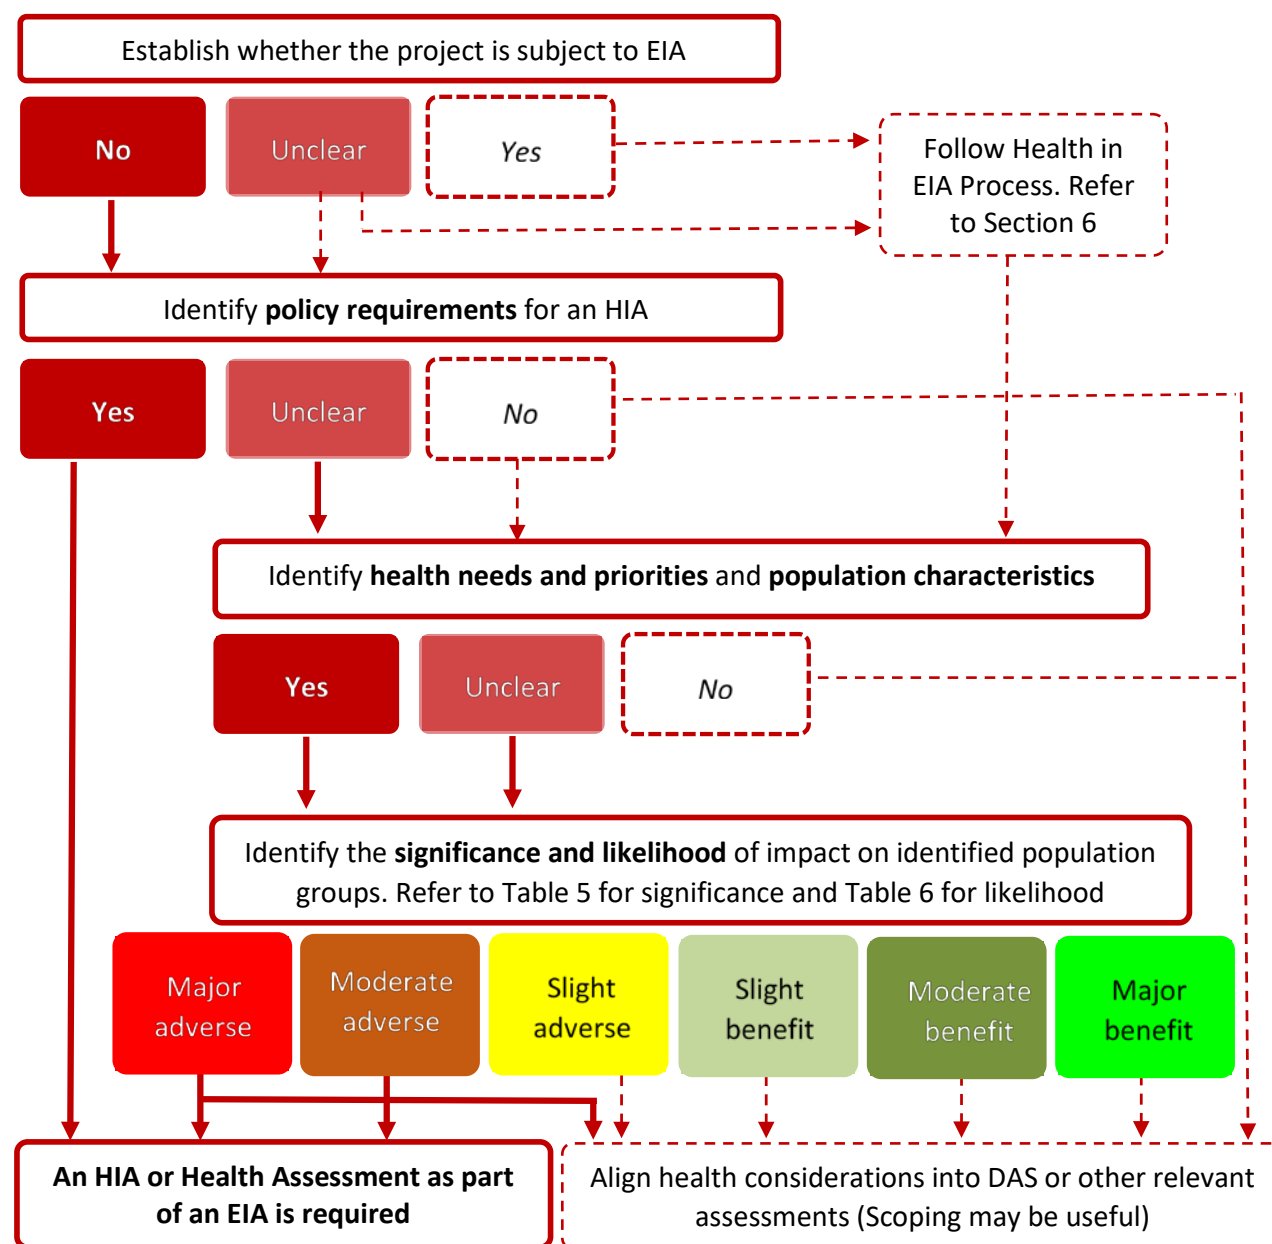 Establish whether the project is subject to EIA
No
Unclear
Yes
Follow Health in
EIA Process. Refer
to Section 6
Identify policy requirements for an HIA
Yes
Unclear
No
Identify health needs and priorities and population characteristics
Yes
Unclear
No
Identify the significance and likelihood of impact on identified population
groups. Refer to Table 5 for significance and Table 6 for likelihood
Major
adverse
Moderate
adverse
Slight
adverse
Slight
benefit
Moderate
benefit
Major
benefit
An HIA or Health Assessment as part
of an EIA is required
Align health considerations into DAS or other relevant
assessments (Scoping may be useful)